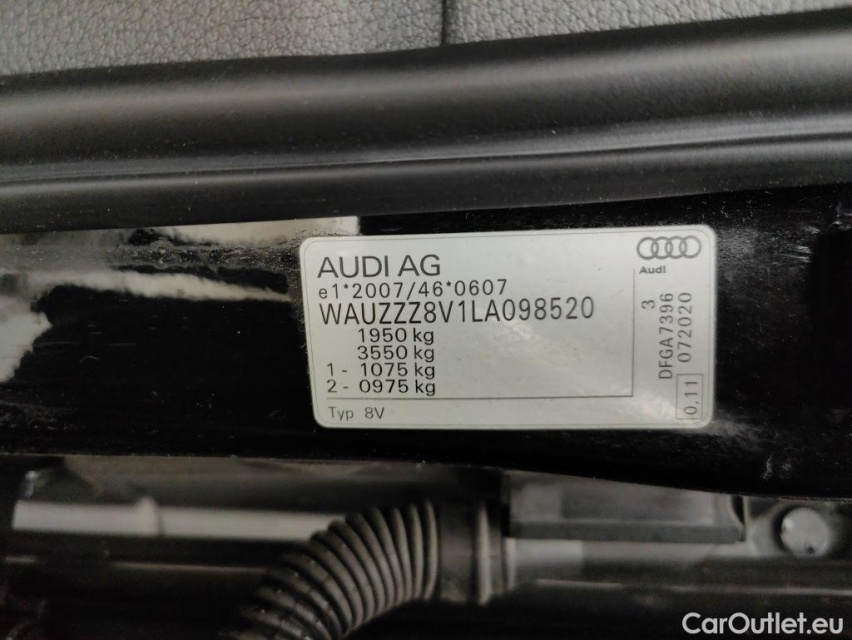 AUDI AG
e1*2007/46*0607
WAUZZZ8V1LA098520
1950 kg
3550 kg
1 - 1075 kg
2 - 0975 kg
Typ 8V
Audi
3
DFGA7396
072020
0,11
CarOutlet.eu